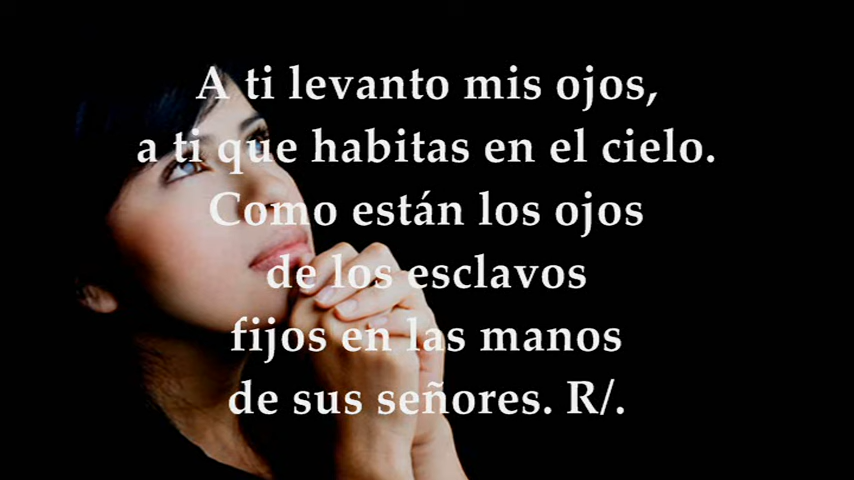 A ti levanto mis ojos,
a ti que habitas en el cielo.
Como están los ojos
de los esclavos
fijos en las manos
de sus señores. R/.